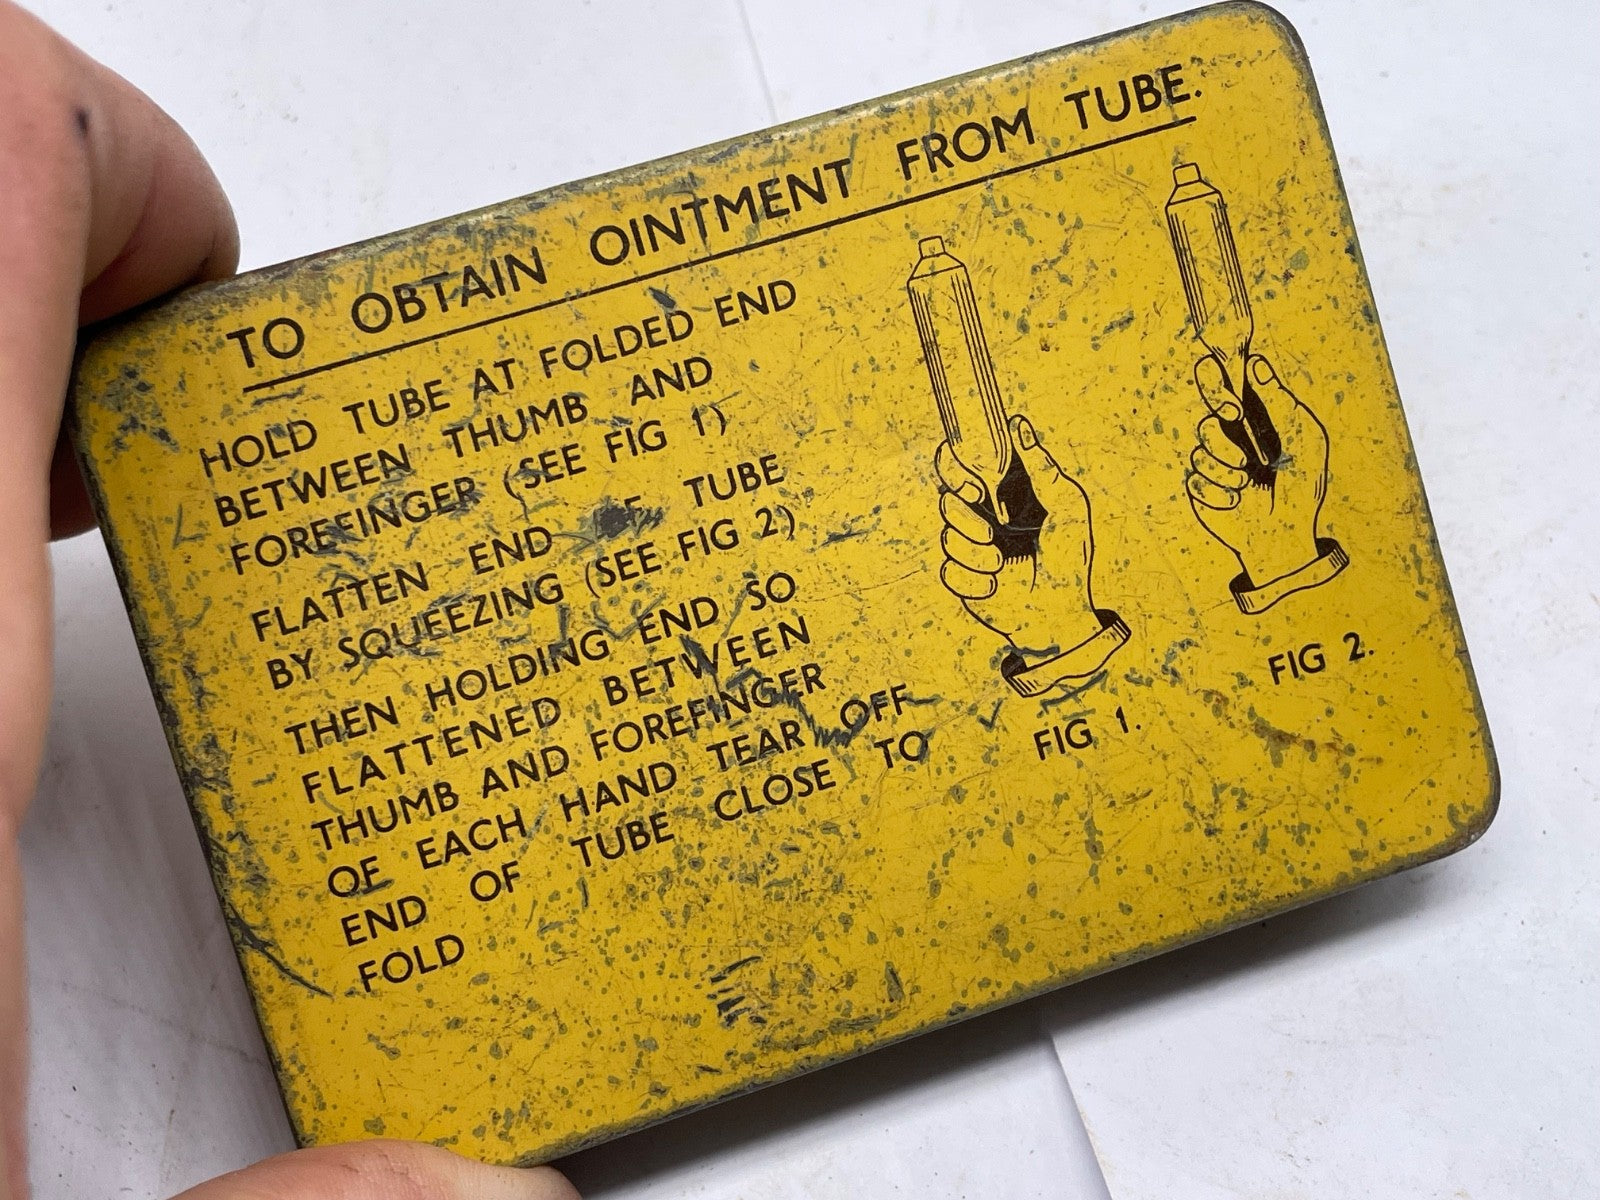 TO OBTAIN OINTMENT FROM TUBE.
HOLD TUBE AT FOLDED END
BETWEEN THUMB AND
FOREFINGER (SEE FIG 1)
FLATTEN END OF TUBE
BY SQUEEZING (SEE FIG 2)
THEN HOLDING END SO
FLATTENED BETWEEN
THUMB AND FOREFINGER
OF EACH HAND TEAR OFF
END OF TUBE CLOSE TO
FOLD
FIG 1.
FIG 2.